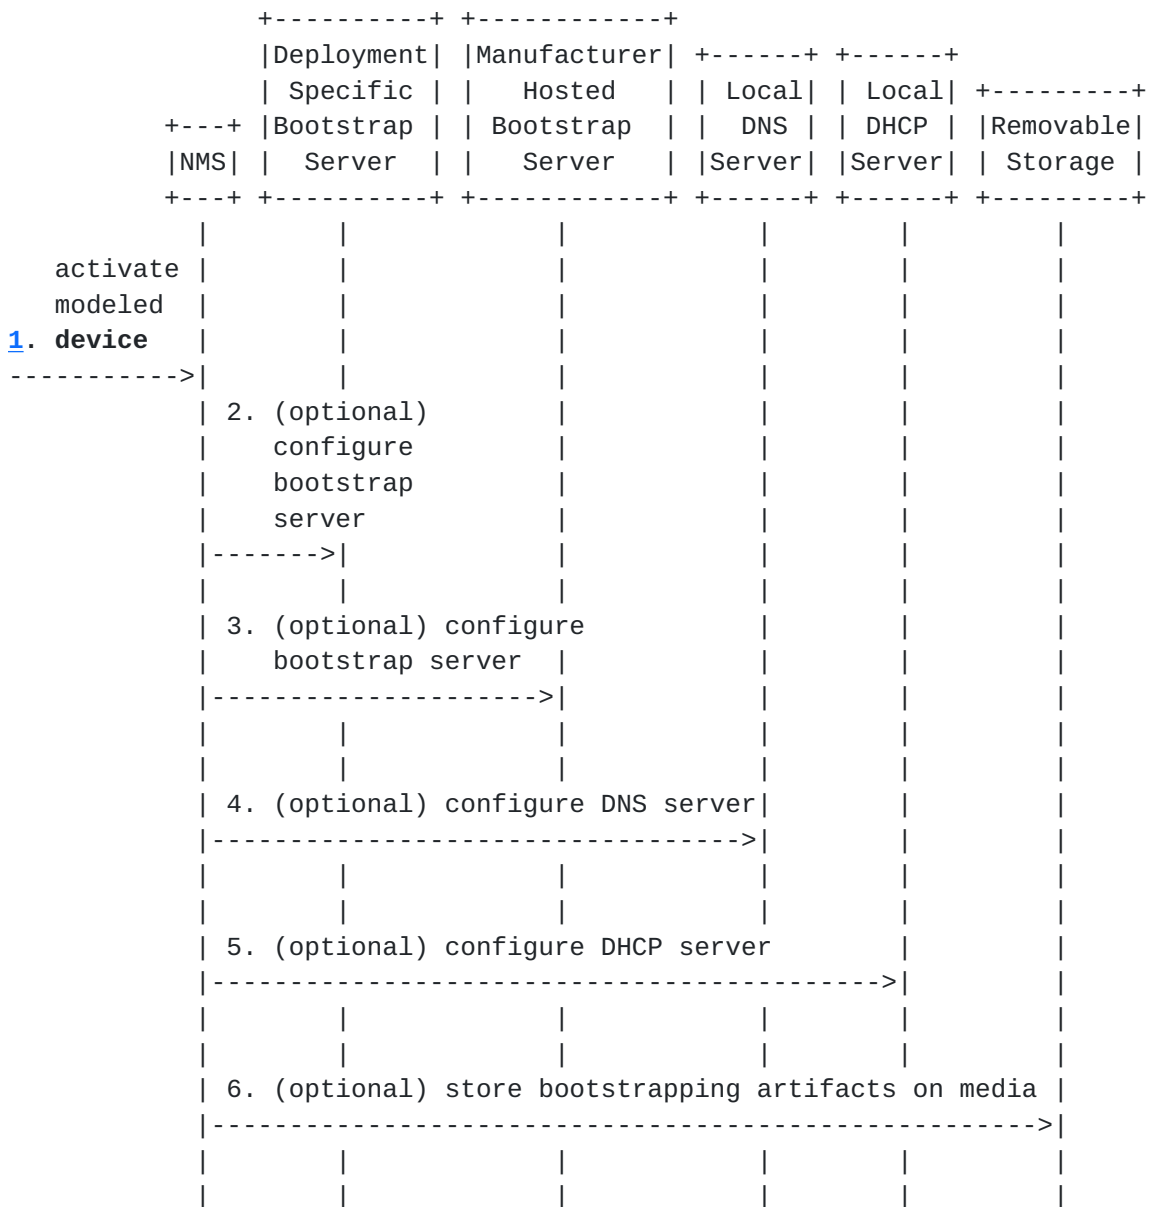 +----------+ +------------+
                |Deployment| |Manufacturer| +------+ +------+
                | Specific | |   Hosted   | | Local| | Local| +---------+
          +---+ |Bootstrap | | Bootstrap  | |  DNS | | DHCP | |Removable|
          |NMS| |  Server  | |   Server   | |Server| |Server| | Storage |
          +---+ +----------+ +------------+ +------+ +------+ +---------+
            |        |             |            |        |         |
   activate |        |             |            |        |         |
   modeled  |        |             |            |        |         |
1. device   |        |             |            |        |         |
----------->|        |             |            |        |         |
            | 2. (optional)        |            |        |         |
            |    configure         |            |        |         |
            |    bootstrap         |            |        |         |
            |    server            |            |        |         |
            |------->|             |            |        |         |
            |        |             |            |        |         |
            | 3. (optional) configure           |        |         |
            |    bootstrap server  |            |        |         |
            |--------------------->|            |        |         |
            |        |             |            |        |         |
            |        |             |            |        |         |
            | 4. (optional) configure DNS server|        |         |
            |---------------------------------->|        |         |
            |        |             |            |        |         |
            |        |             |            |        |         |
            | 5. (optional) configure DHCP server        |         |
            |------------------------------------------->|         |
            |        |             |            |        |         |
            |        |             |            |        |         |
            | 6. (optional) store bootstrapping artifacts on media |
            |----------------------------------------------------->|
            |        |             |            |        |         |
            |        |             |            |        |         |